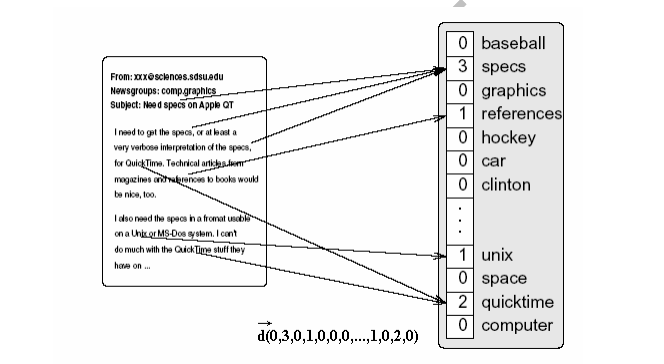 From: xxx@sciences.sdsu.edu
Newsgroups: comp.graphics
Subject: Need specs on Apple QT
I need to get the specs, or at least a
very verbose interpretation of the specs,
for QuickTime. Technical articles from
magazines and references to books would
be nice, too.
I also need the specs in a fromat usable
on a Unix or MS-Dos system. I can't
do much with the QuickTime stuff they
have on ...
0 baseball
3 specs
0 graphics
1 references
0 hockey
0 car
0 clinton
.
.
.
1 unix
0 space
2 quicktime
0 computer
d(0,3,0,1,0,0,0,...,1,0,2,0)